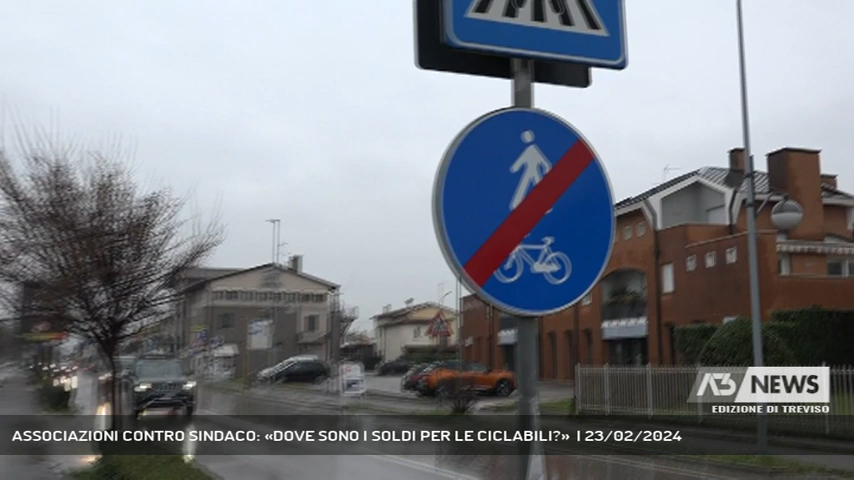 A3 NEWS
EDIZIONE DI TREVISO
ASSOCIAZIONI CONTRO SINDACO: «DOVE SONO I SOLDI PER LE CICLABILI?» | 23/02/2024